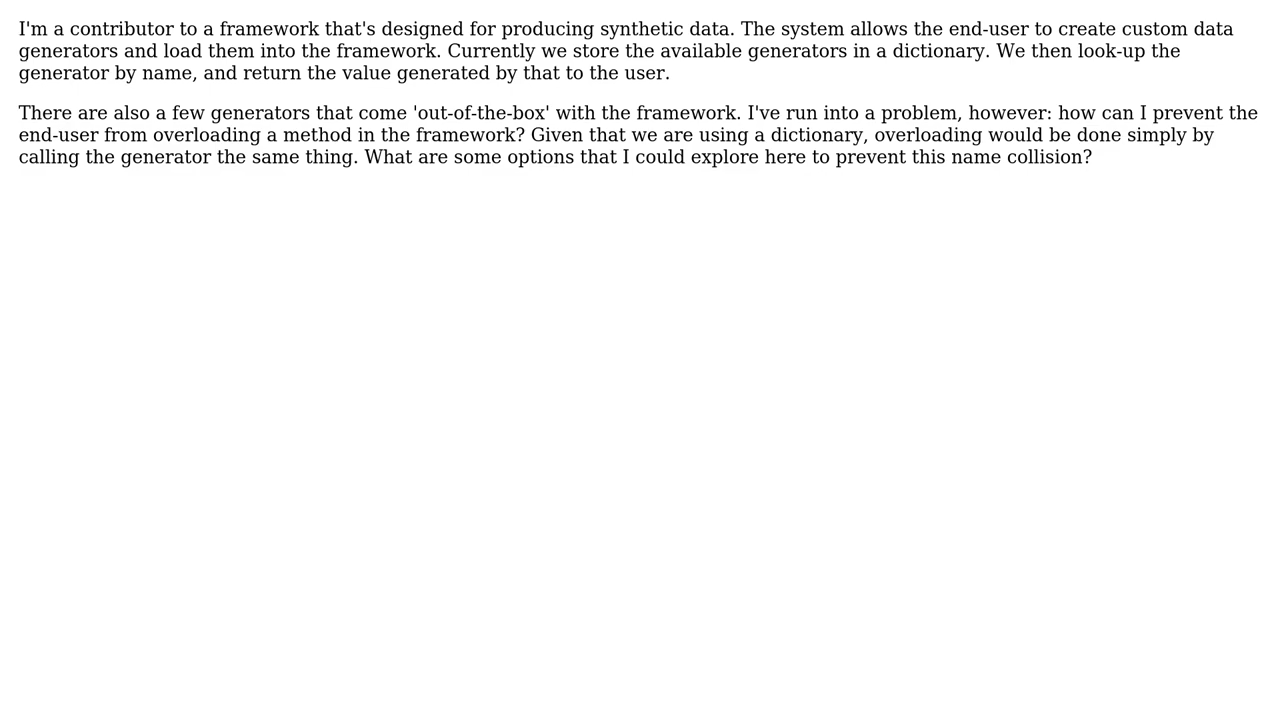 I'm a contributor to a framework that's designed for producing synthetic data. The system allows the end-user to create custom data
generators and load them into the framework. Currently we store the available generators in a dictionary. We then look-up the
generator by name, and return the value generated by that to the user.
There are also a few generators that come 'out-of-the-box' with the framework. I've run into a problem, however: how can I prevent the
end-user from overloading a method in the framework? Given that we are using a dictionary, overloading would be done simply by
calling the generator the same thing. What are some options that I could explore here to prevent this name collision?